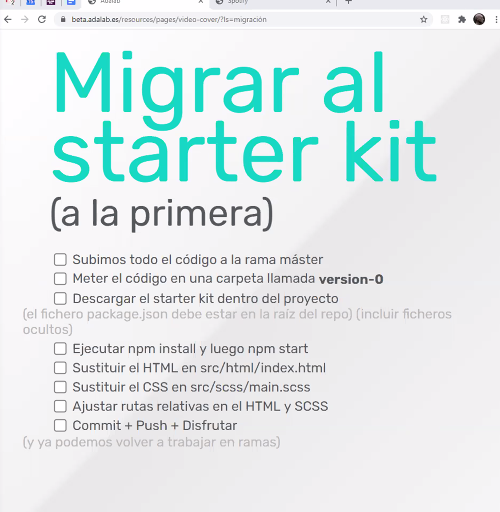 Adalab
Spotify
beta.adalab.es/resources/pages/video-cover/?ls=migración
Migrar al
starter kit
(a la primera)
Subimos todo el código a la rama máster
Meter el código en una carpeta llamada version-0
Descargar el starter kit dentro del proyecto
(el fichero package.json debe estar en la raíz del repo) (incluir ficheros
ocultos)
Ejecutar npm install y luego npm start
Sustituir el HTML en src/html/index.html
Sustituir el CSS en src/scss/main.scss
Ajustar rutas relativas en el HTML y SCSS
Commit + Push + Disfrutar
(y ya podemos volver a trabajar en ramas)